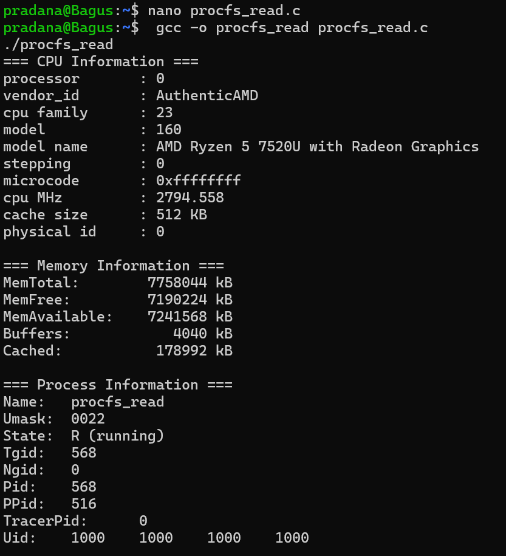 pradana@Bagus:~$ nano procfs_read.c
pradana@Bagus:~$  gcc -o procfs_read procfs_read.c
./procfs_read
=== CPU Information ===
processor       : 0
vendor_id       : AuthenticAMD
cpu family      : 23
model           : 160
model name      : AMD Ryzen 5 7520U with Radeon Graphics
stepping        : 0
microcode       : 0xffffffff
cpu MHz         : 2794.558
cache size      : 512 KB
physical id     : 0

=== Memory Information ===
MemTotal:        7758044 kB
MemFree:         7190224 kB
MemAvailable:    7241568 kB
Buffers:            4040 kB
Cached:           178992 kB

=== Process Information ===
Name:   procfs_read
Umask:  0022
State:  R (running)
Tgid:   568
Ngid:   0
Pid:    568
PPid:   516
TracerPid:      0
Uid:    1000    1000    1000    1000